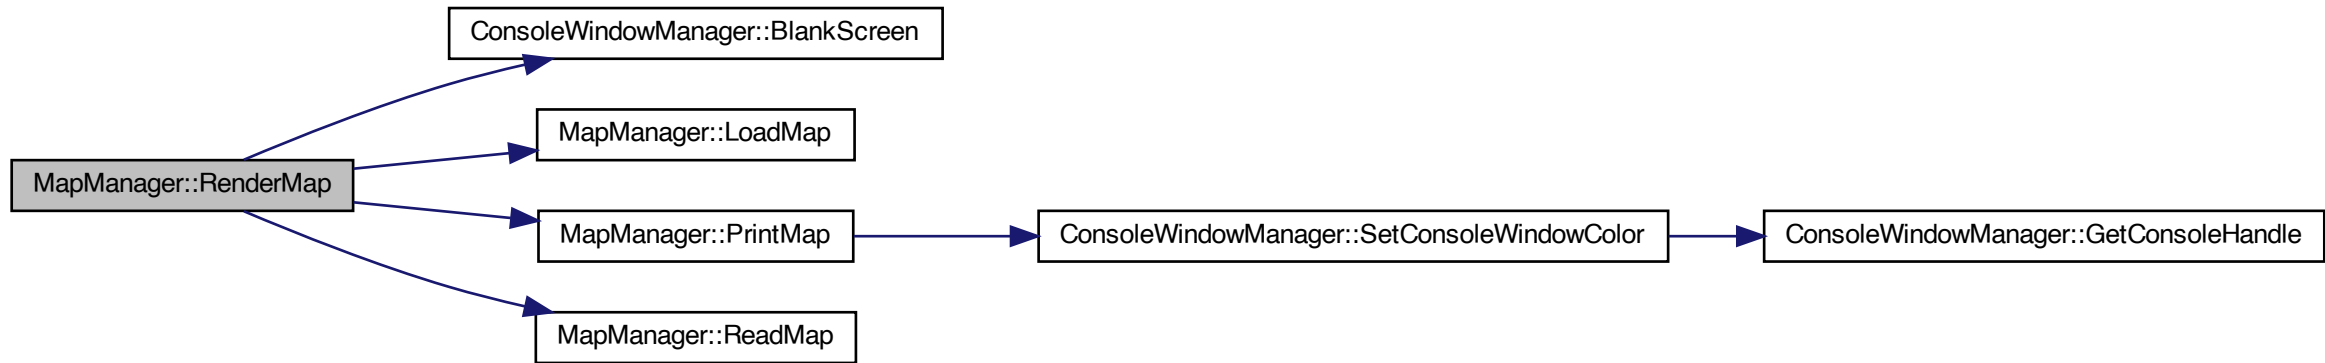 ConsoleWindowManager::BlankScreen
MapManager::LoadMap
MapManager::RenderMap
MapManager::PrintMap
ConsoleWindowManager::SetConsoleWindowColor
ConsoleWindowManager::GetConsoleHandle
MapManager::ReadMap